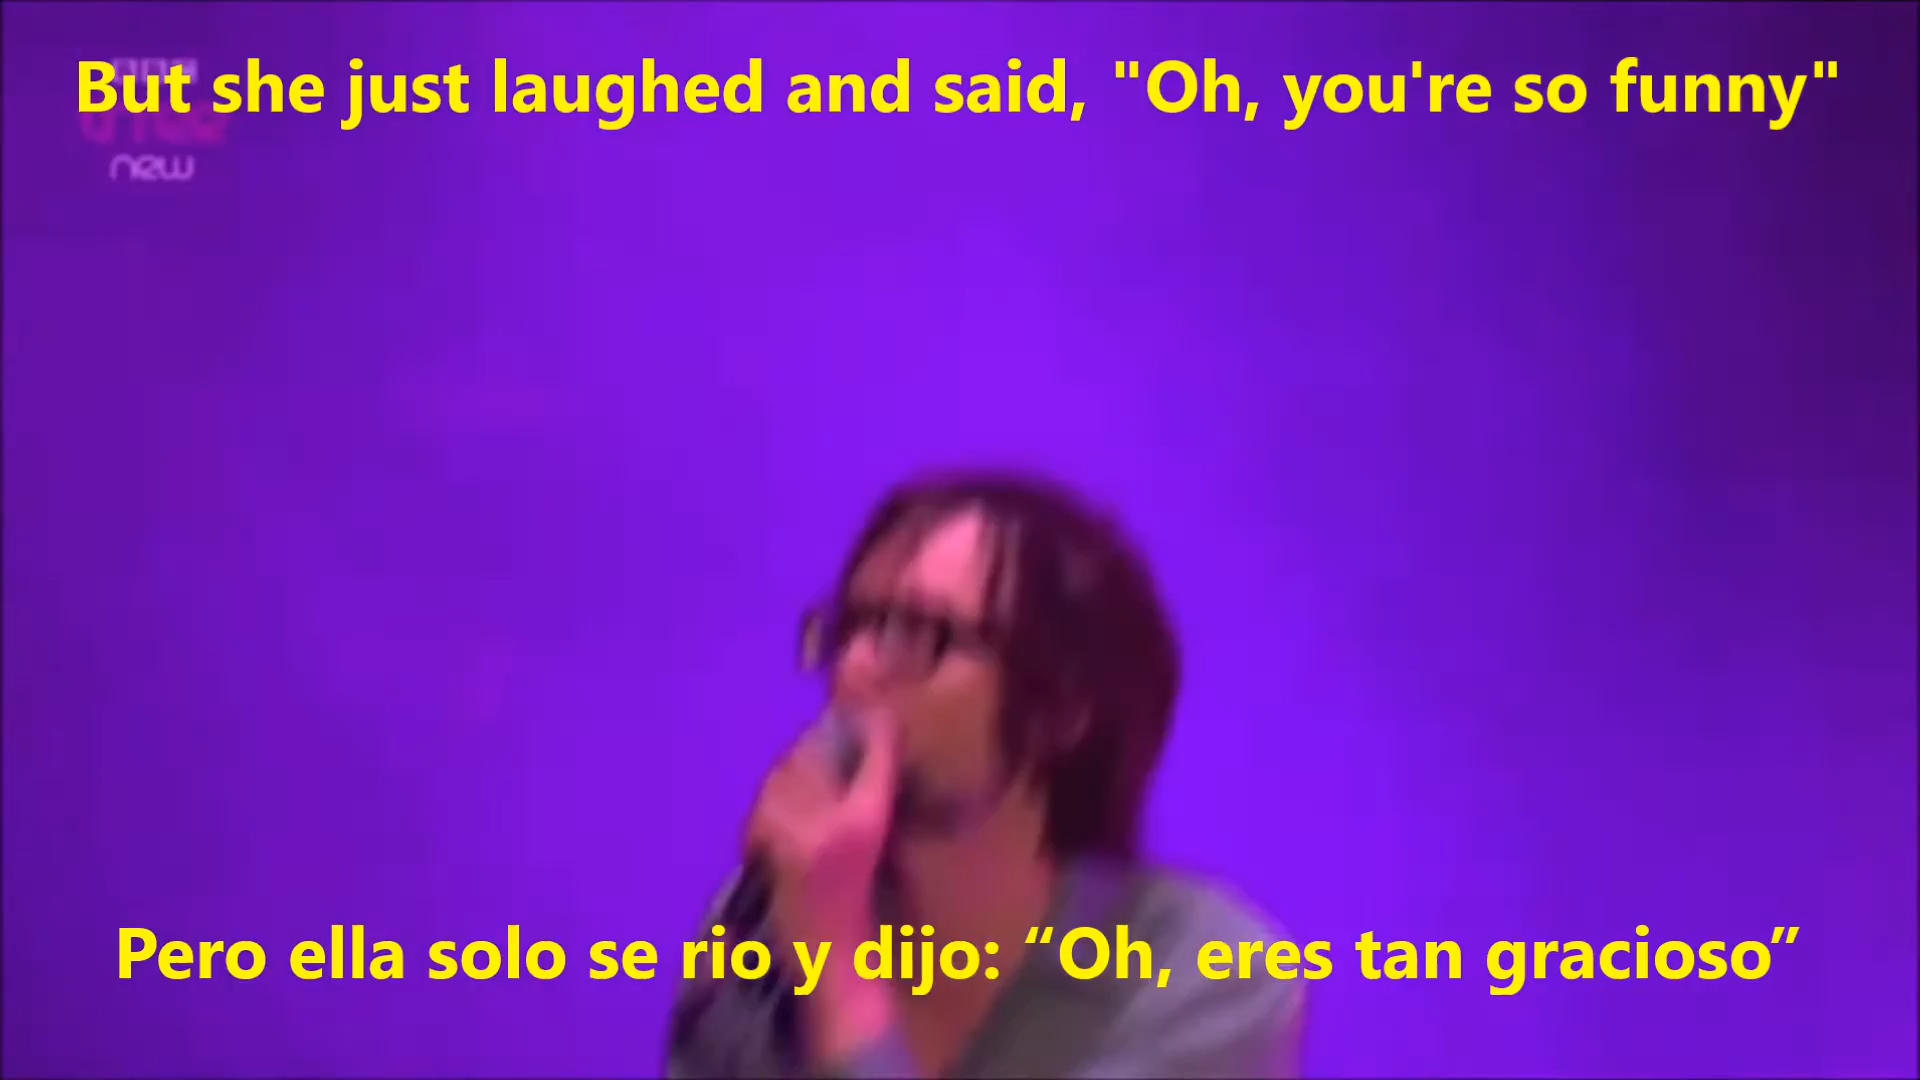 But she just laughed and said, "Oh, you're so funny"
new
Pero ella solo se rio y dijo: “Oh, eres tan gracioso”